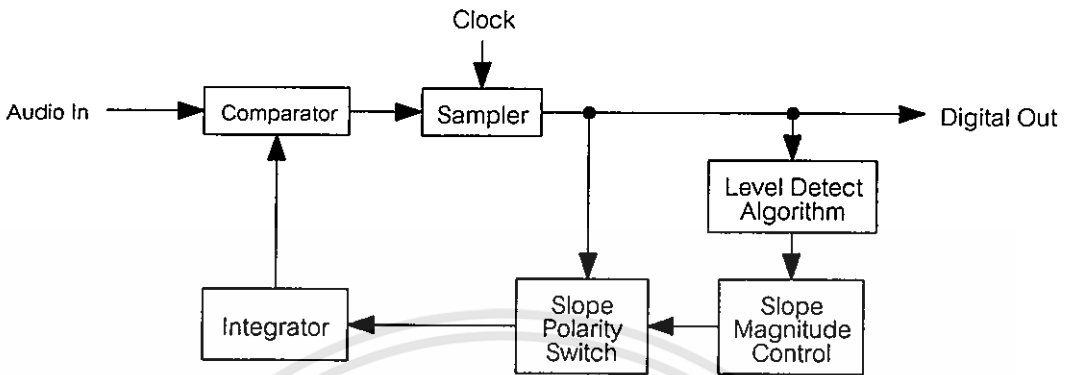 Clock
Audio In
Comparator
Sampler
Digital Out
Level Detect
Algorithm
Integrator
Slope
Polarity
Switch
Slope
Magnitude
Control